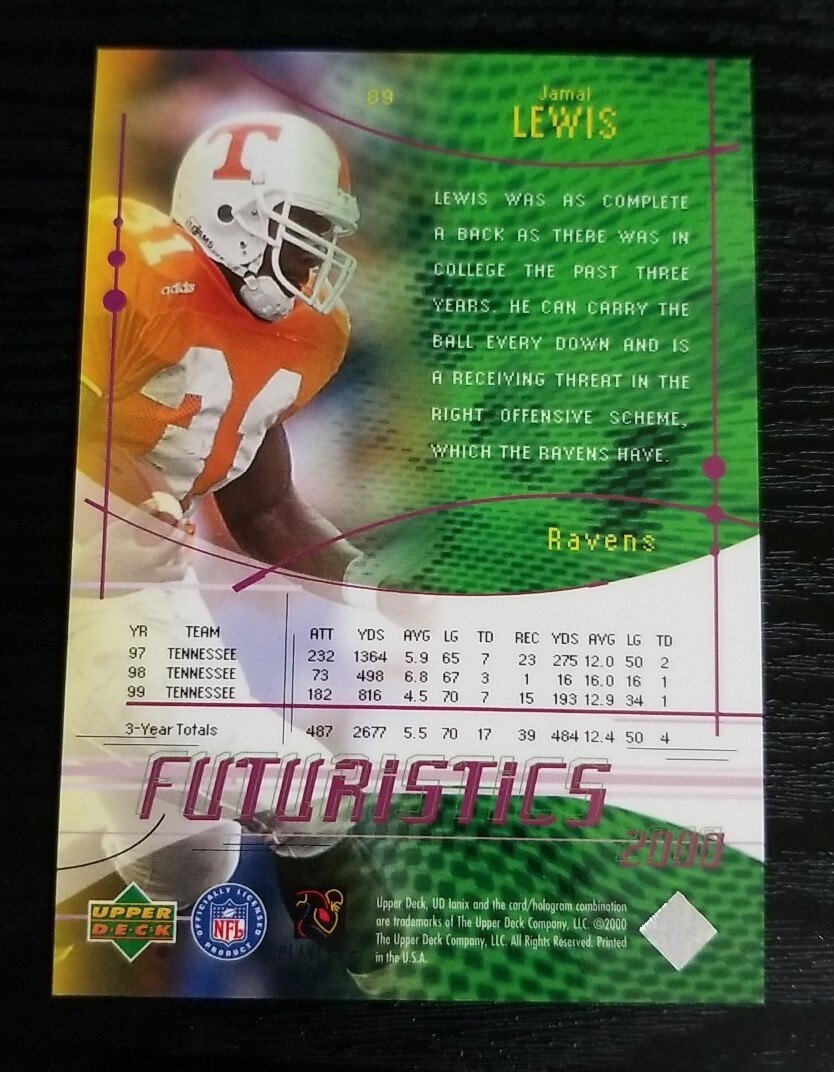 89
Jamal
LEWIS
LEWIS WAS AS COMPLETE
A BACK AS THERE WAS IN
COLLEGE THE PAST THREE
YEARS. HE CAN CARRY THE
BALL EVERY DOWN AND IS
A RECEIVING THREAT IN THE
RIGHT OFFENSIVE SCHEME,
WHICH THE RAVENS HAVE.
T
31
adidas
31
Ravens
YR TEAM ATT YDS AVG LG TD REC YDS AVG LG TD
97 TENNESSEE 232 1364 5.9 65 7 23 275 12.0 50 2
98 TENNESSEE 73 498 6.8 67 3 1 16 16.0 16 1
99 TENNESSEE 182 816 4.5 70 7 15 193 12.9 34 1
3-Year Totals 487 2677 5.5 70 17 39 484 12.4 50 4
FUTURISTICS
2000
UPPER
DECK
OFFICIALLY LICENSED
NFL
PRODUCT
Upper Deck, UD Ionix and the card/hologram combination
are trademarks of The Upper Deck Company, LLC. ©2000
The Upper Deck Company, LLC. All Rights Reserved. Printed
in the U.S.A.